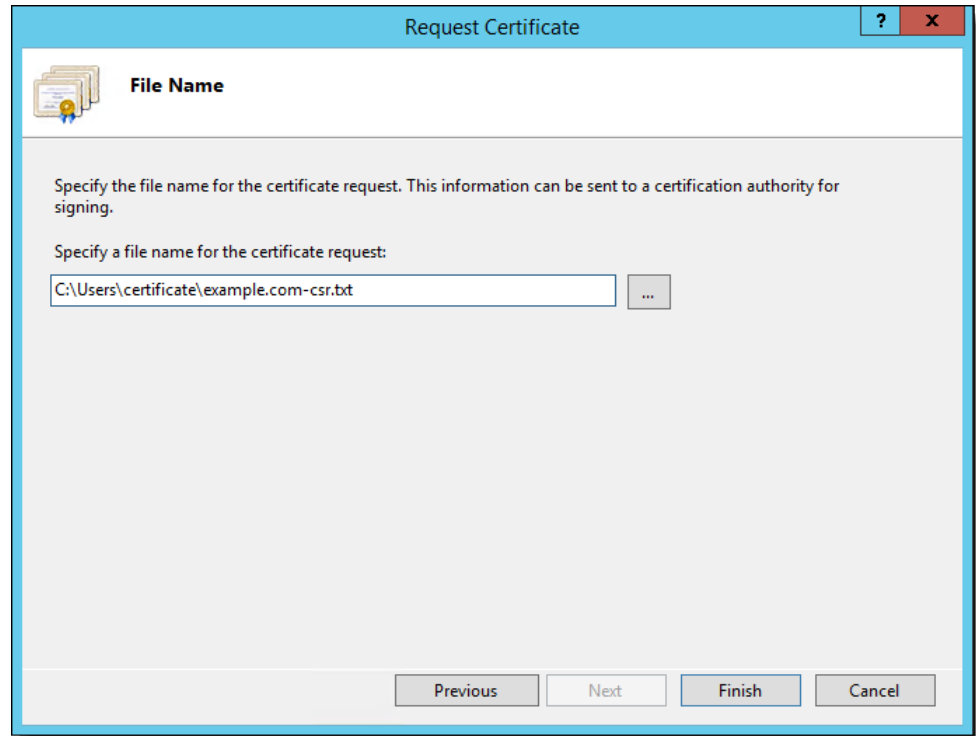 Request Certificate
?
x
File Name
Specify the file name for the certificate request. This information can be sent to a certification authority for
signing.
Specify a file name for the certificate request:
C:\Users\certificate\example.com-csr.txt
...
Previous
Next
Finish
Cancel